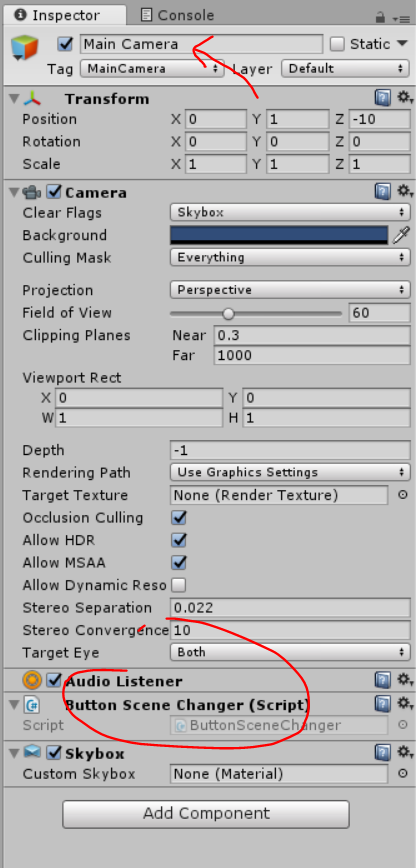 Inspector Console
Main Camera Static
Tag MainCamera Layer Default
Transform
Position X 0 Y 1 Z -10
Rotation X 0 Y 0 Z 0
Scale X 1 Y 1 Z 1
Camera
Clear Flags Skybox
Background
Culling Mask Everything
Projection Perspective
Field of View 60
Clipping Planes Near 0.3
Far 1000
Viewport Rect
X 0 Y 0
W 1 H 1
Depth -1
Rendering Path Use Graphics Settings
Target Texture None (Render Texture)
Occlusion Culling
Allow HDR
Allow MSAA
Allow Dynamic Reso
Stereo Separation 0.022
Stereo Convergence 10
Target Eye Both
Audio Listener
Button Scene Changer (Script)
Script ButtonSceneChanger
Skybox
Custom Skybox None (Material)
Add Component